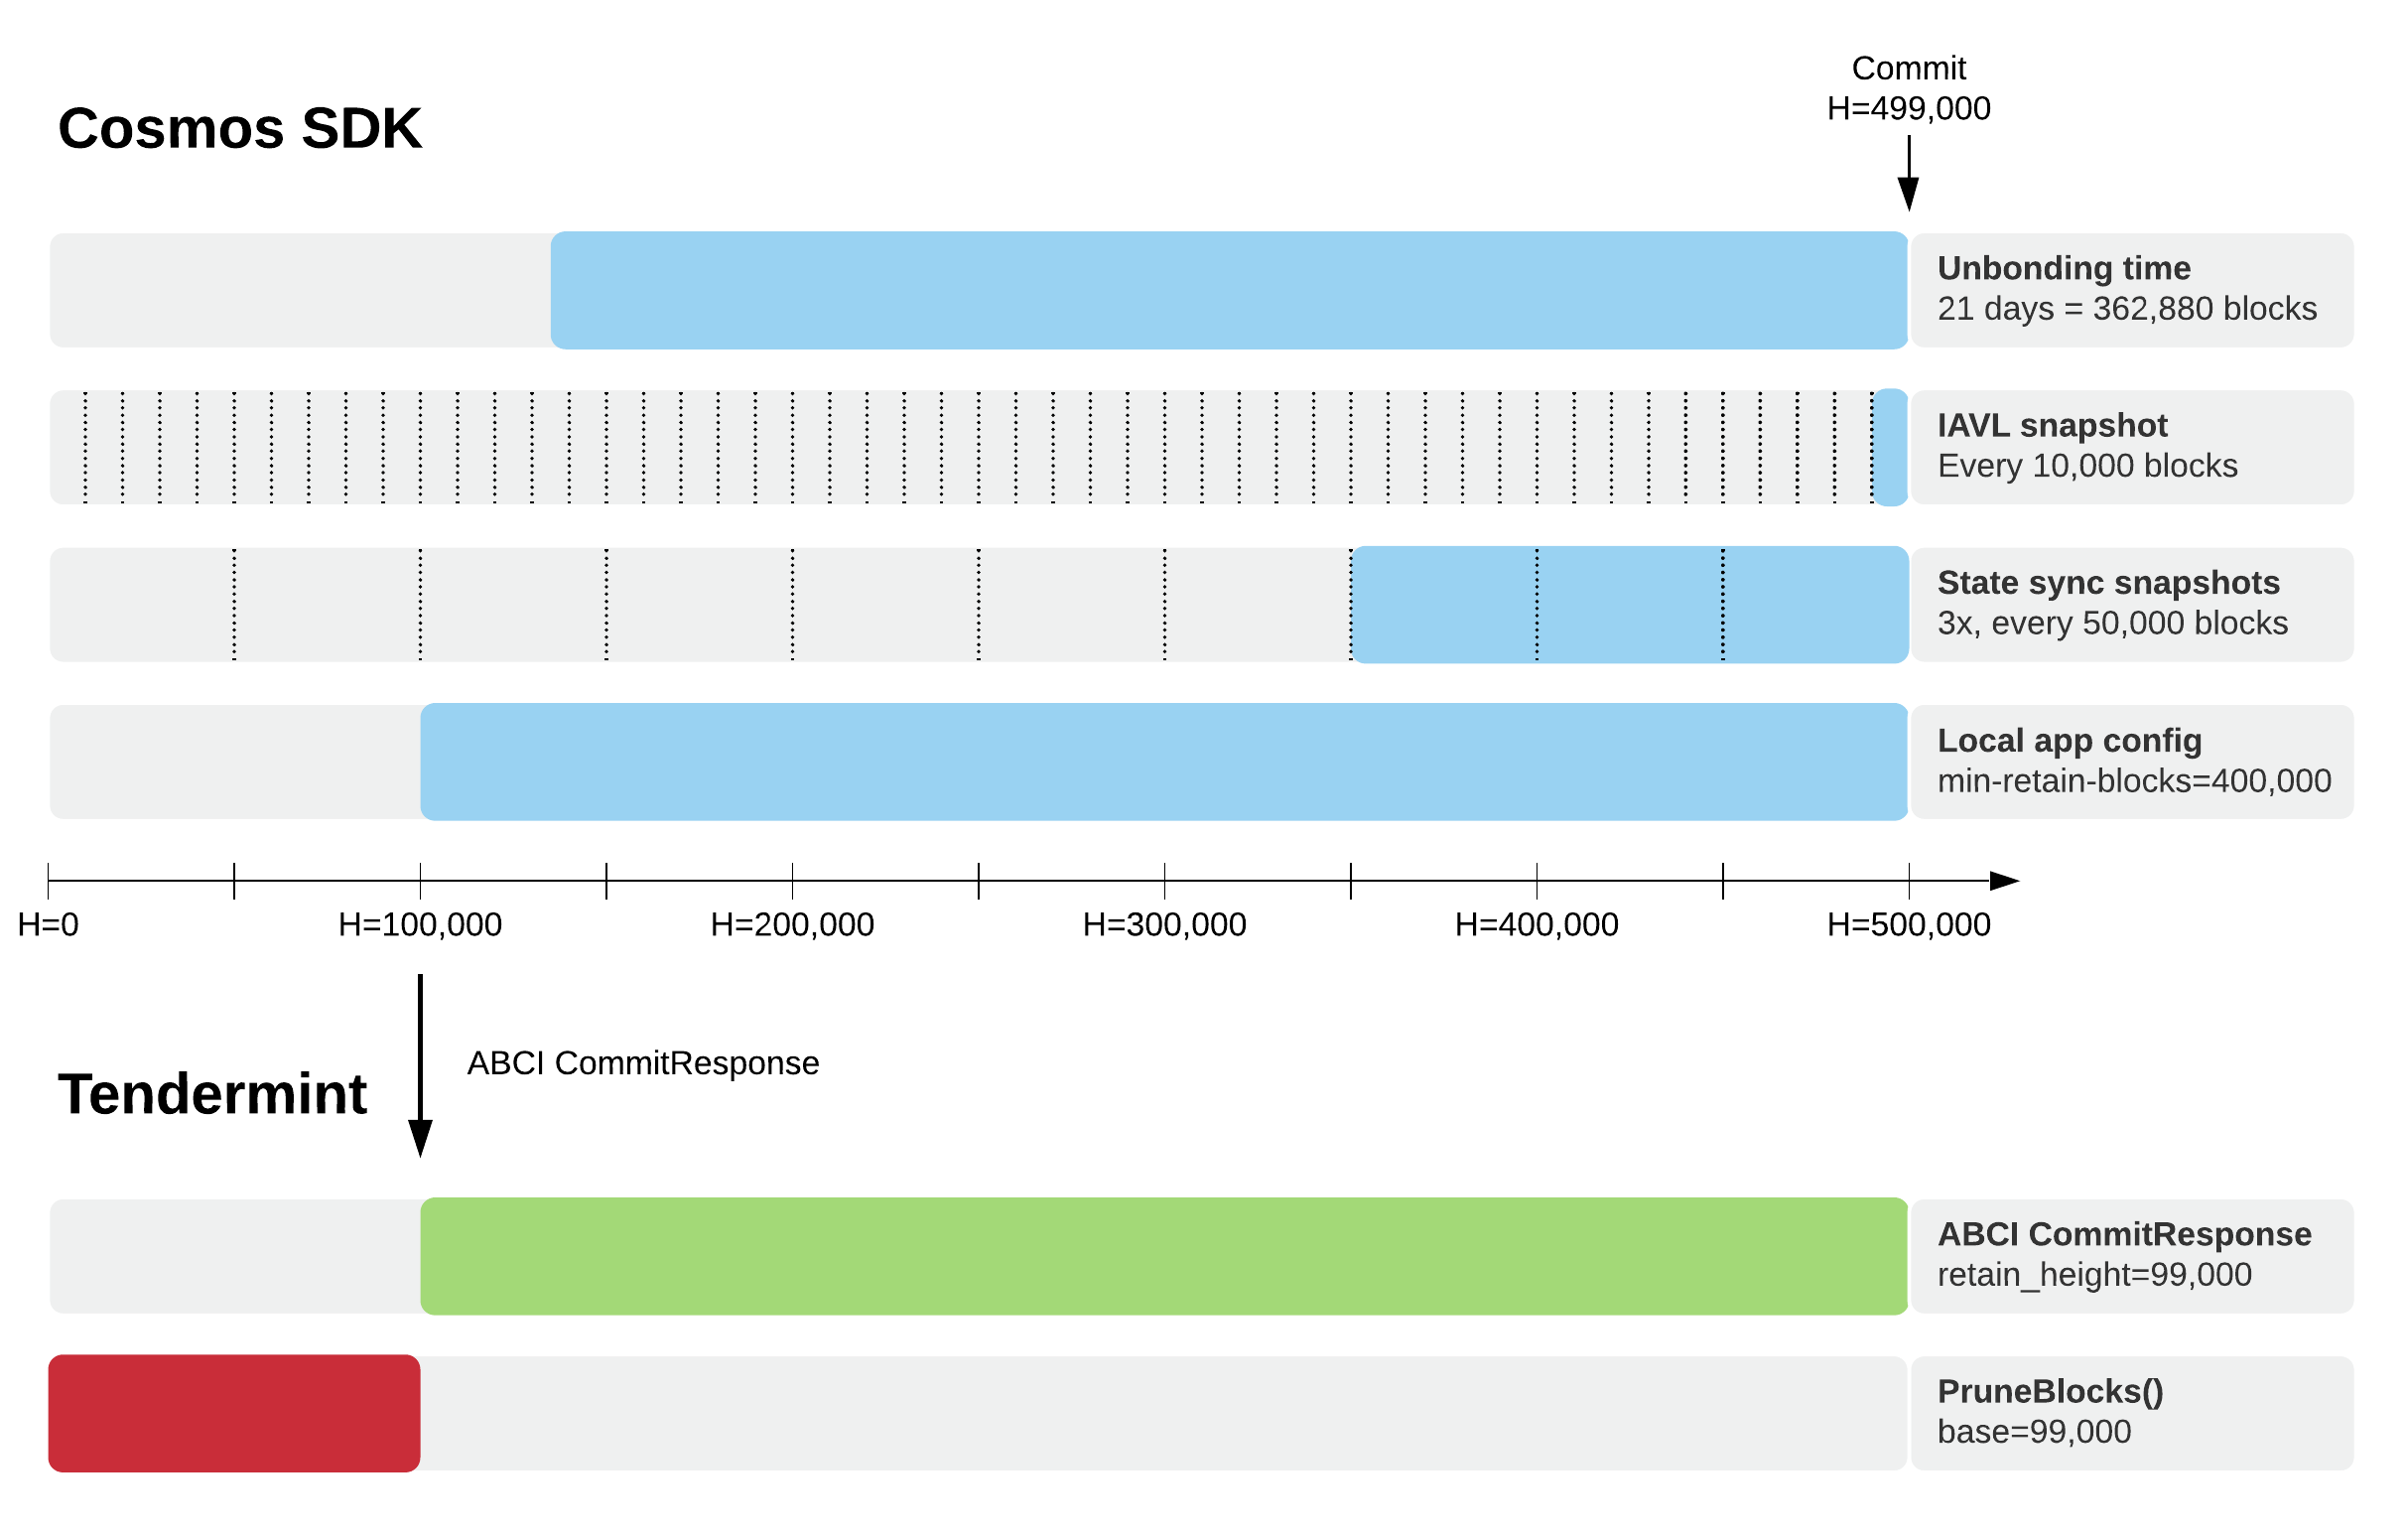 Commit
H=499,000
Cosmos SDK
Unbonding time
21 days = 362,880 blocks
IAVL snapshot
Every 10,000 blocks
State sync snapshots
3x, every 50,000 blocks
Local app config
min-retain-blocks=400,000
H=0
H=100,000
H=200,000
H=300,000
H=400,000
H=500,000
ABCI CommitResponse
Tendermint
ABCI CommitResponse
retain_height=99,000
PruneBlocks()
base=99,000